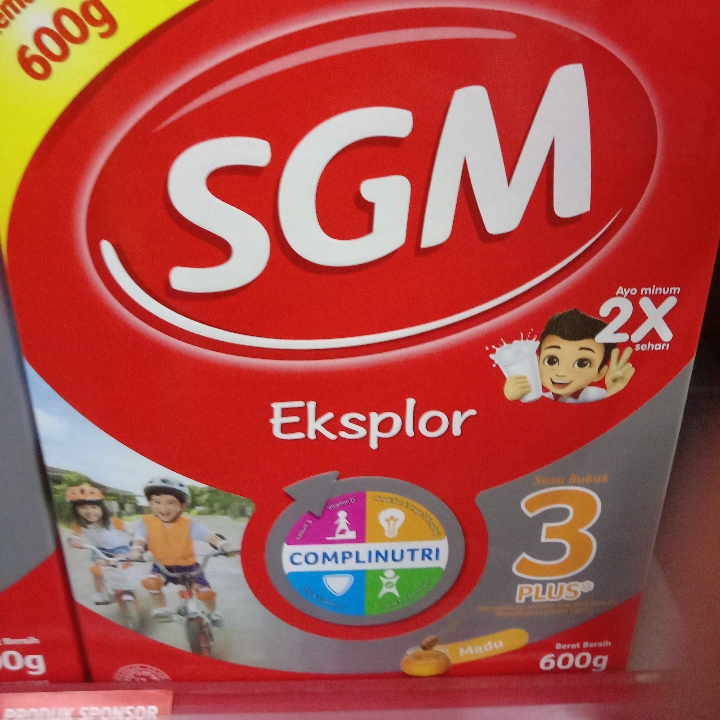 600g
SGM
Ayo minum
2X
sehari
Eksplor
Susu Bubuk
3
PLUS
COMPLINUTRI
Madu
Berat Bersih
600g
Bersih
0g
PRODUK SPONSOR